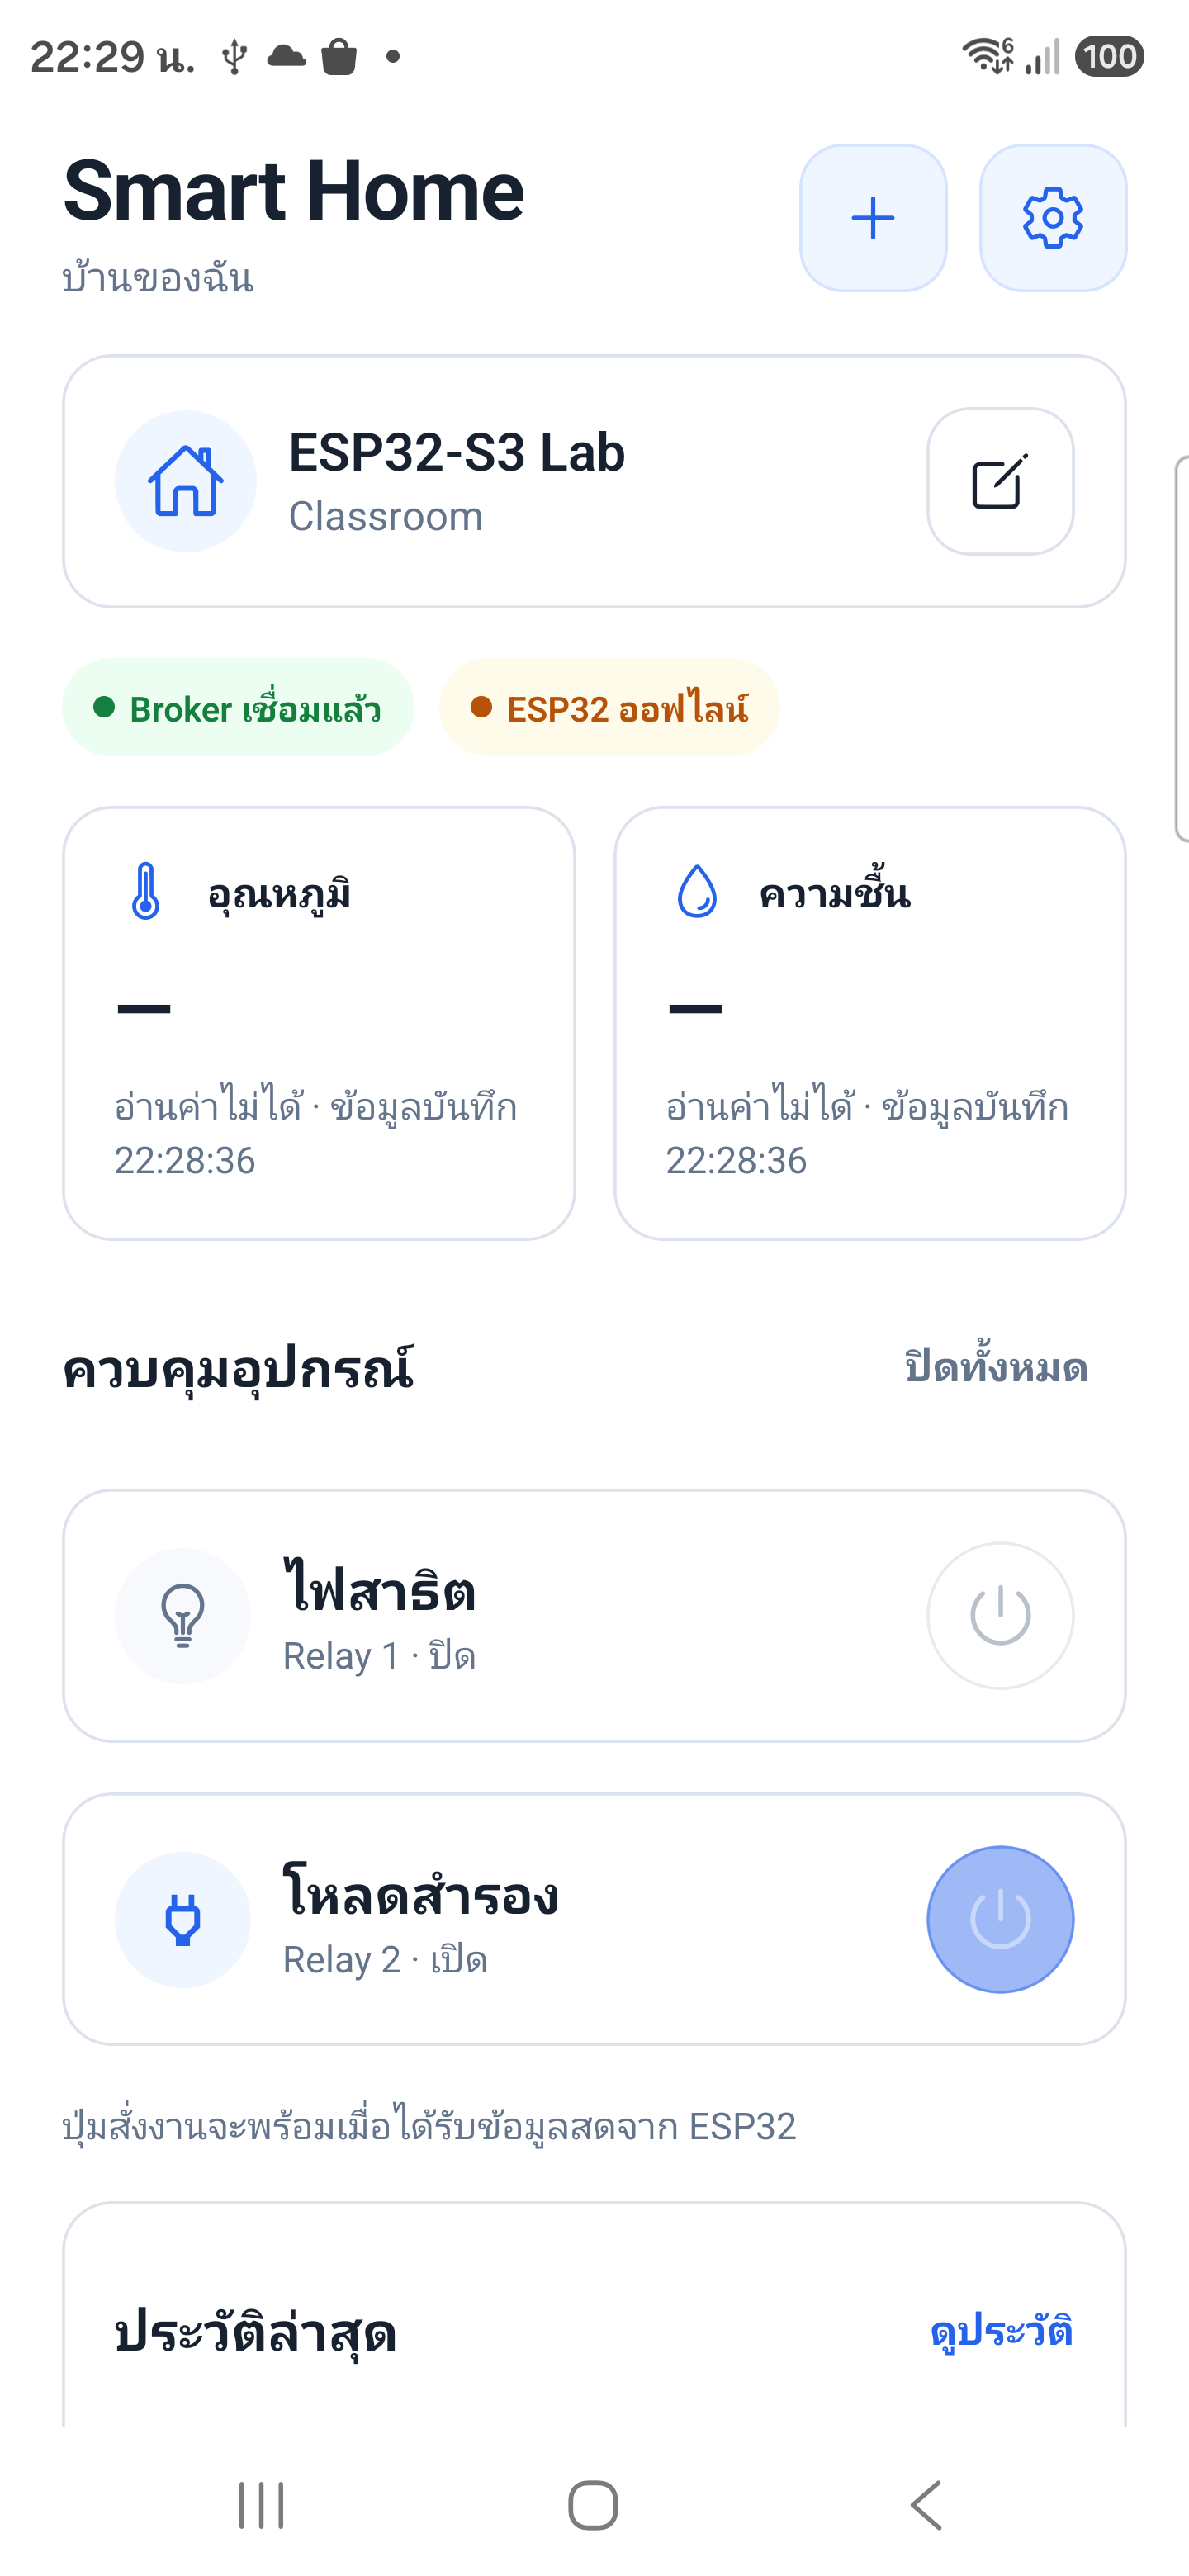 22:29 น.
6
100
Smart Home
บ้านของฉัน
ESP32-S3 Lab
Classroom
Broker เชื่อมแล้ว
ESP32 ออฟไลน์
อุณหภูมิ
—
อ่านค่าไม่ได้ · ข้อมูลบันทึก
22:28:36
ความชื้น
—
อ่านค่าไม่ได้ · ข้อมูลบันทึก
22:28:36
ควบคุมอุปกรณ์
ปิดทั้งหมด
ไฟสาธิต
Relay 1 · ปิด
โหลดสำรอง
Relay 2 · เปิด
ปุ่มสั่งงานจะพร้อมเมื่อได้รับข้อมูลสดจาก ESP32
ประวัติล่าสุด
ดูประวัติ